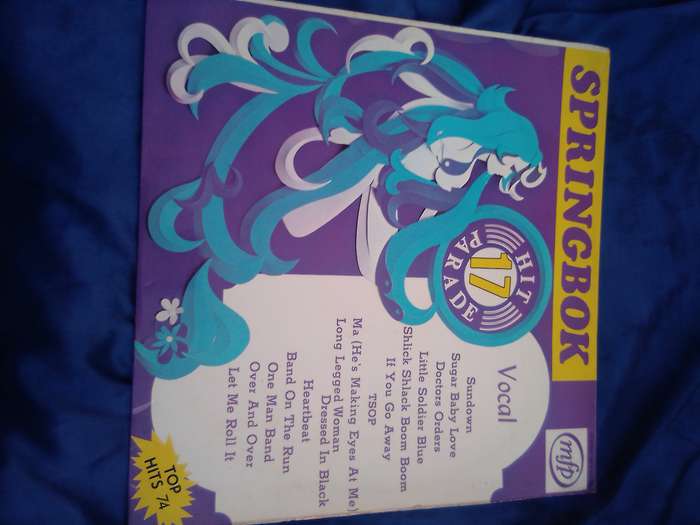 SPRINGBOK
mfp
HIT
17
PARADE
Vocal
Sundown
Sugar Baby Love
Doctors Orders
Little Soldier Blue
Shlick Shlack Boom Boom
If You Go Away
TSOP
Ma (He's Making Eyes At Me)
Long Legged Woman
Dressed In Black
Heartbeat
Band On The Run
One Man Band
Over And Over
Let Me Roll It
TOP
HITS 74